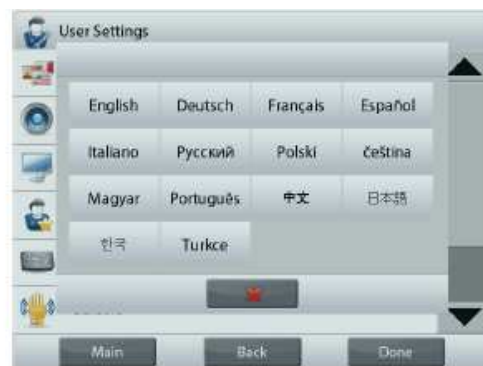 User Settings
English Deutsch Français Español
Italiano Русский Polski čeština
Magyar Português 中文 日本語
한국 Turkce
Main Back Done